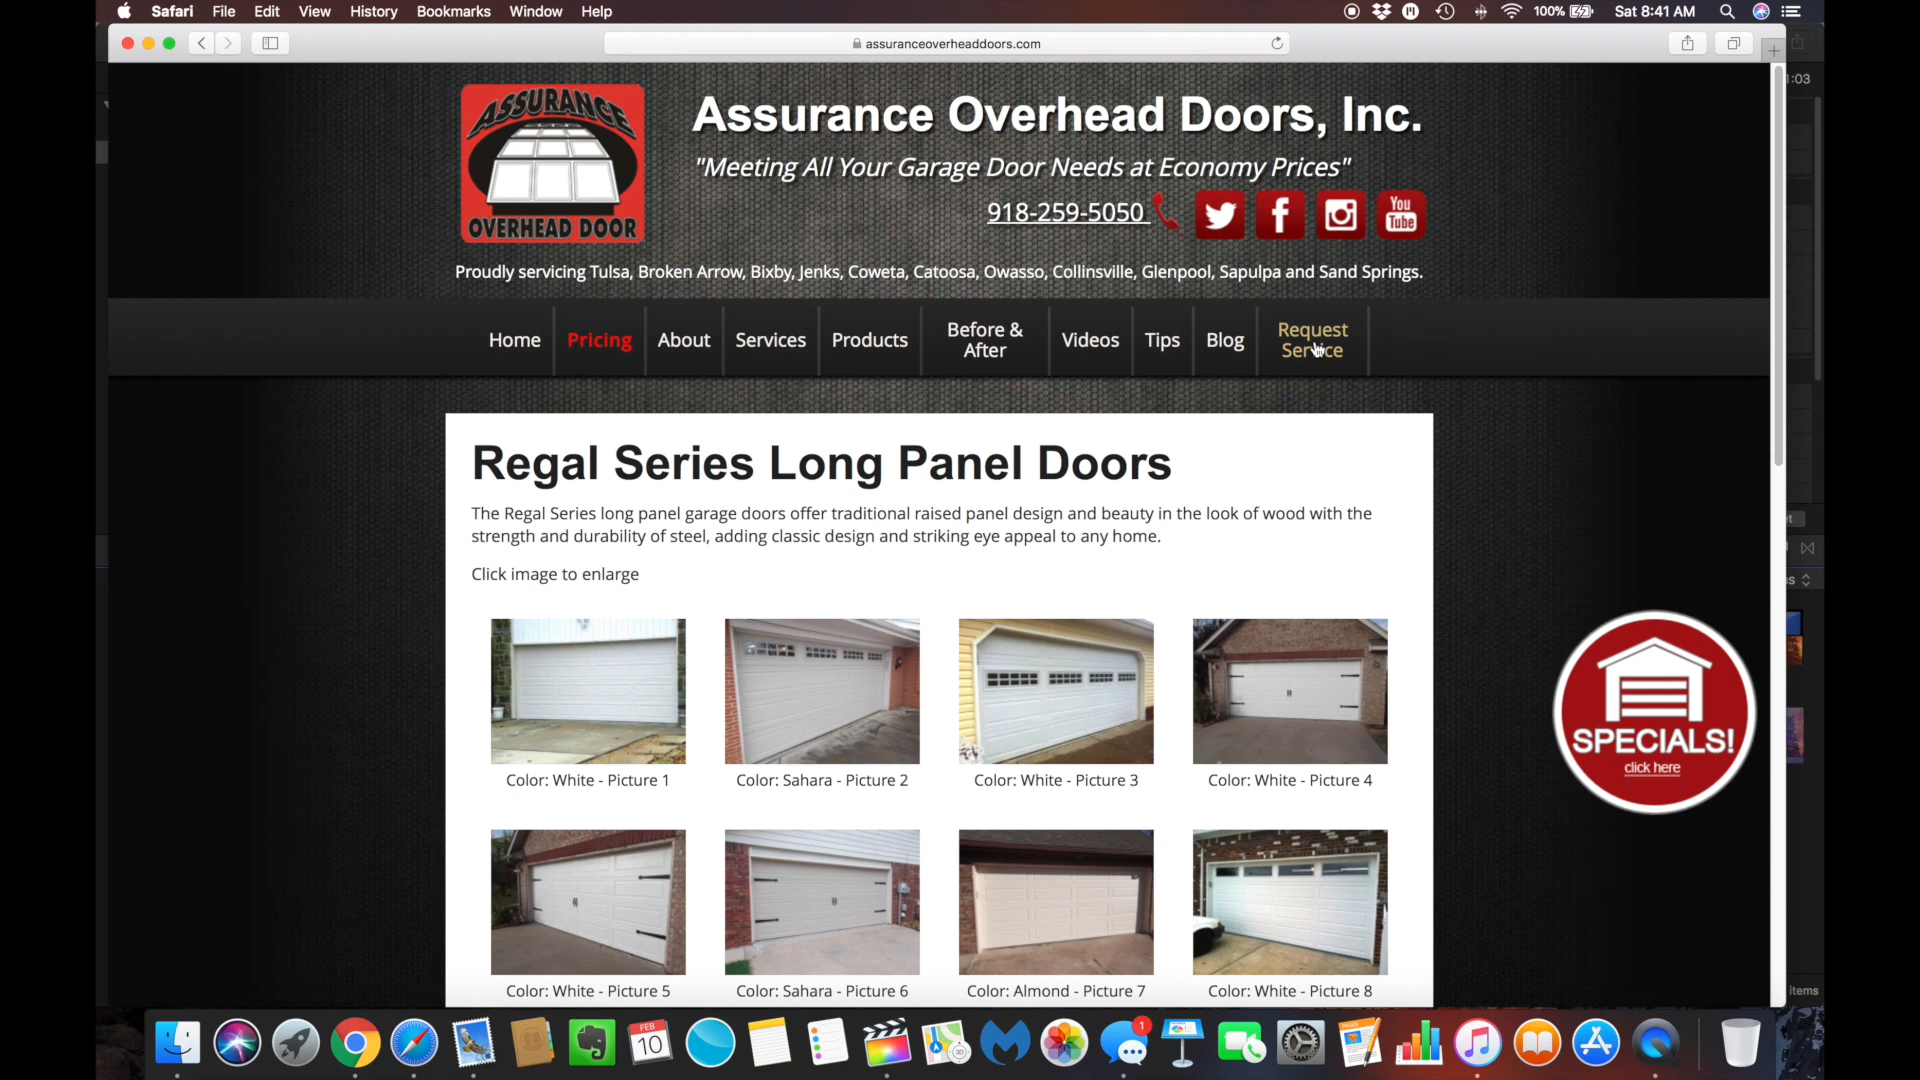 Safari File Edit View History Bookmarks Window Help 100% Sat 8:41 AM
assuranceoverheaddoors.com
1:03
ASSURANCE
OVERHEAD DOOR
Assurance Overhead Doors, Inc.
"Meeting All Your Garage Door Needs at Economy Prices"
918-259-5050
You
Tube
Proudly servicing Tulsa, Broken Arrow, Bixby, Jenks, Coweta, Catoosa, Owasso, Collinsville, Glenpool, Sapulpa and Sand Springs.
Home Pricing About Services Products Before & After Videos Tips Blog Request Service
Regal Series Long Panel Doors
The Regal Series long panel garage doors offer traditional raised panel design and beauty in the look of wood with the
strength and durability of steel, adding classic design and striking eye appeal to any home.
Click image to enlarge
Color: White - Picture 1 Color: Sahara - Picture 2 Color: White - Picture 3 Color: White - Picture 4
SPECIALS!
click here
Color: White - Picture 5 Color: Sahara - Picture 6 Color: Almond - Picture 7 Color: White - Picture 8
items
FEB
10
1